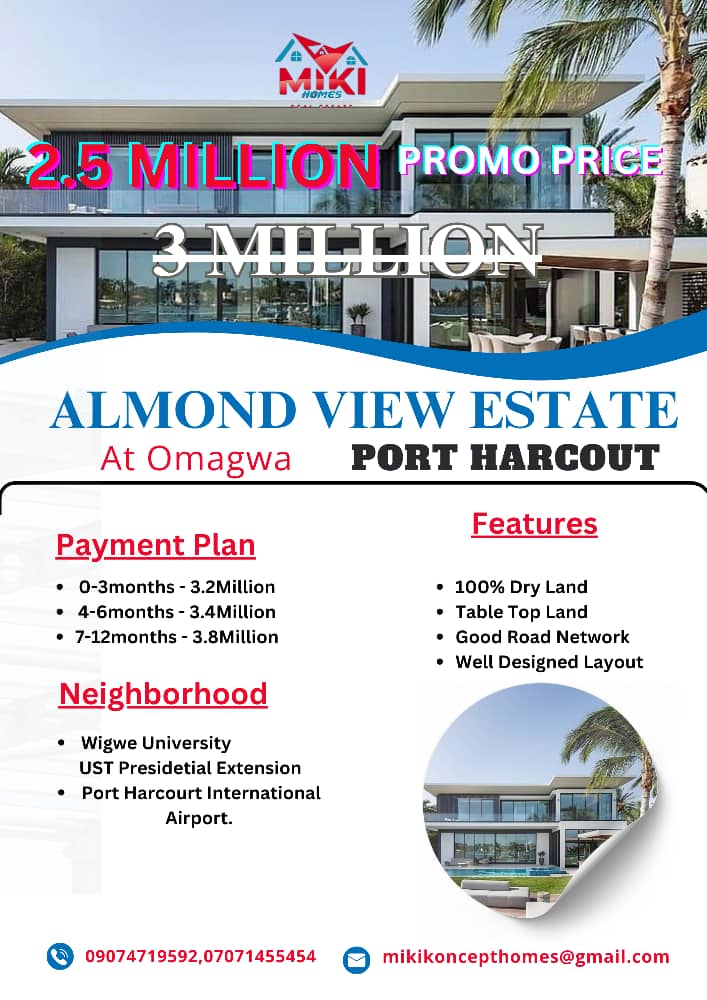 MIKI
HOMES
2.5 MILLION PROMO PRICE
3 MILLION
ALMOND VIEW ESTATE
At Omagwa PORT HARCOUT
Payment Plan
• 0-3months - 3.2Million
• 4-6months - 3.4Million
• 7-12months - 3.8Million
Features
• 100% Dry Land
• Table Top Land
• Good Road Network
• Well Designed Layout
Neighborhood
• Wigwe University
UST Presidetial Extension
• Port Harcourt International
Airport.
09074719592,07071455454
mikikoncepthomes@gmail.com